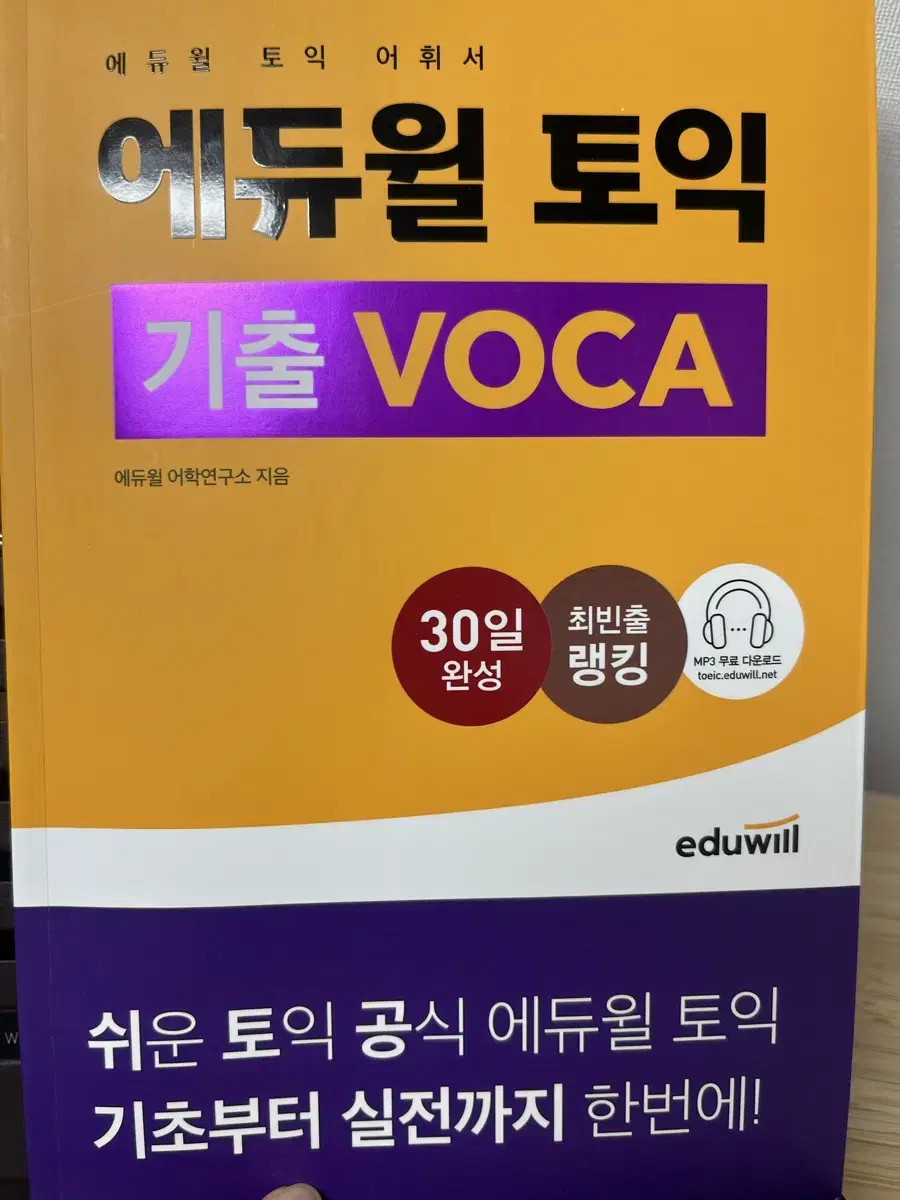 에듀윌 토익 어휘서
에듀윌 토익
기출 VOCA
에듀윌 어학연구소 지음
30일
완성
최빈출
랭킹
MP3 무료 다운로드
toeic.eduwill.net
eduwill
쉬운 토익 공식 에듀윌 토익
기초부터 실전까지 한번에!
W